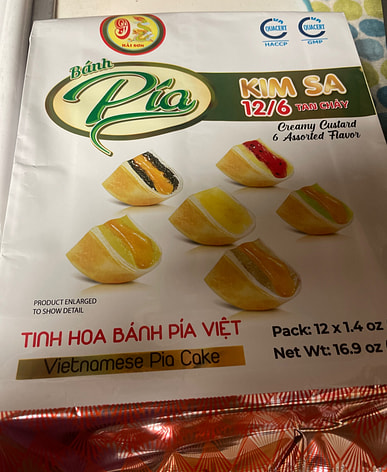 HẢI SƠN
QUACERT
HACCP
QUACERT
GMP
Bánh
Pía
KIM SA
12/6 TAN CHẢY
Creamy Custard
6 Assorted Flavor
PRODUCT ENLARGED
TO SHOW DETAIL
TINH HOA BÁNH PÍA VIỆT
Vietnamese Pia Cake
Pack: 12 x 1.4 oz
Net Wt: 16.9 oz